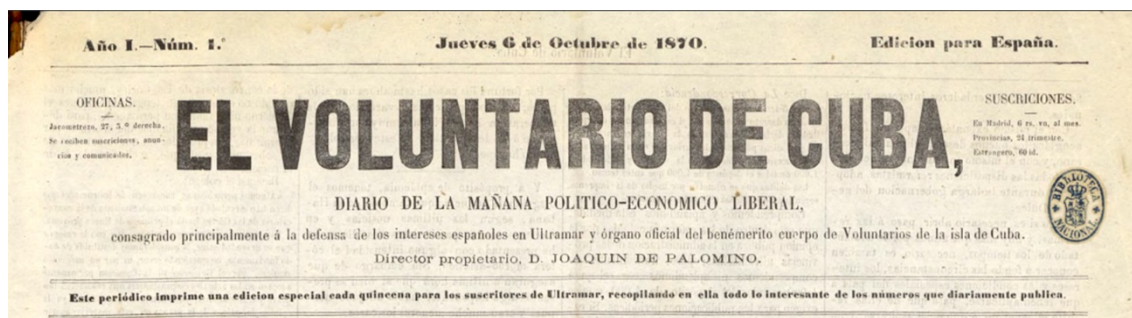 Año I.—Núm. 1.º
Jueves 6 de Octubre de 1870.
Edicion para España.
OFICINAS.
Jacometrezo, 27, 3.º derecha.
Se reciben suscriciones, anun-
cios y comunicados.
EL VOLUNTARIO DE CUBA,
SUSCRICIONES.
En Madrid, 6 rs. vn, al mes.
Provincias, 24 trimestre.
Estrangero, 60 id.
DIARIO DE LA MAÑANA POLITICO-ECONOMICO LIBERAL,
consagrado principalmente á la defensa de los intereses españoles en Ultramar y órgano oficial del benémerito cuerpo de Voluntarios de la isla de Cuba.
Director propietario, D. JOAQUIN DE PALOMINO.
BIBLIOTECA
NACIONAL
Este periódico imprime una edicion especial cada quincena para los suscritores de Ultramar, recopilando en ella todo lo interesante de los números que diariamente publica.